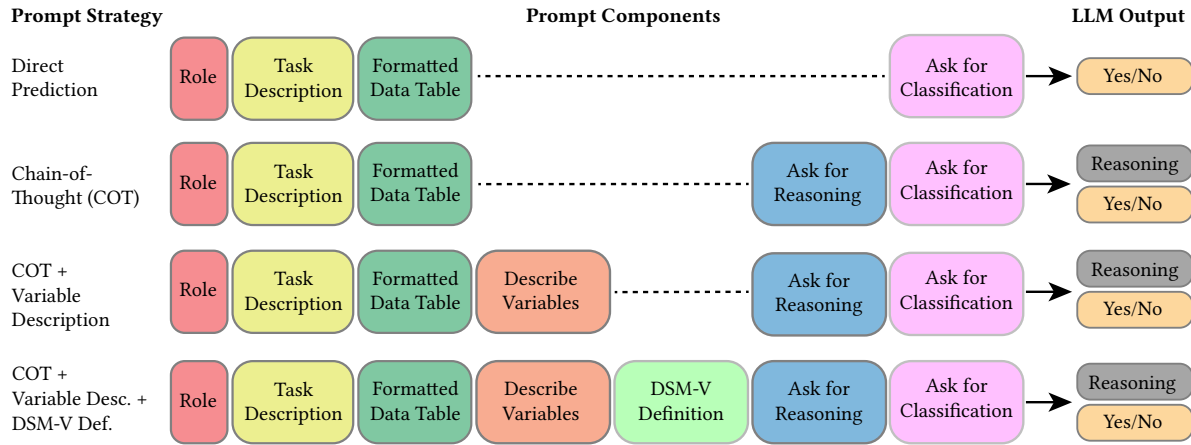 Prompt Strategy
Prompt Components
LLM Output
Direct
Prediction
Role
Task
Description
Formatted
Data Table
Ask for
Classification
Yes/No
Chain-of-
Thought (COT)
Role
Task
Description
Formatted
Data Table
Ask for
Reasoning
Ask for
Classification
Reasoning
Yes/No
COT +
Variable
Description
Role
Task
Description
Formatted
Data Table
Describe
Variables
Ask for
Reasoning
Ask for
Classification
Reasoning
Yes/No
COT +
Variable Desc. +
DSM-V Def.
Role
Task
Description
Formatted
Data Table
Describe
Variables
DSM-V
Definition
Ask for
Reasoning
Ask for
Classification
Reasoning
Yes/No